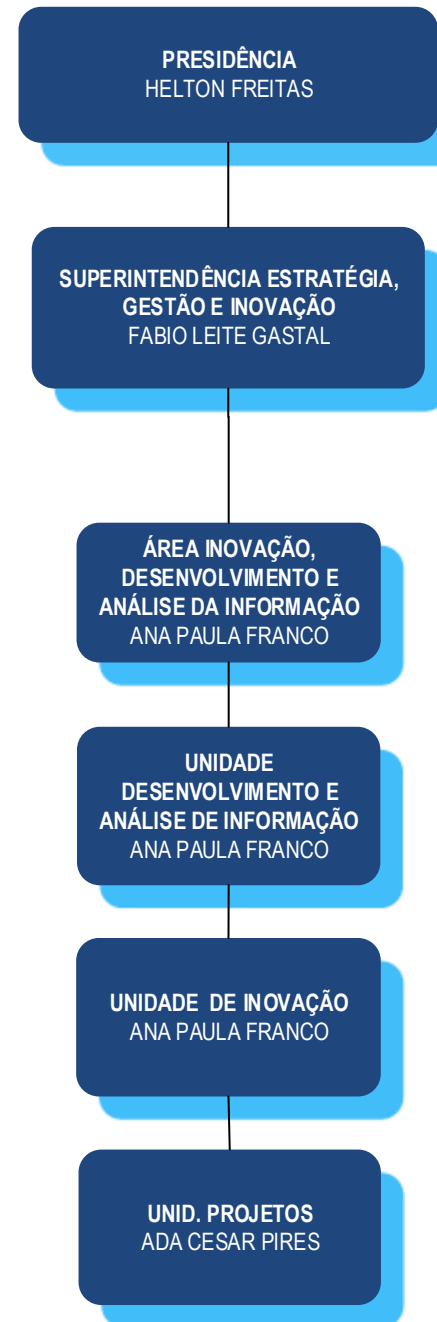 PRESIDÊNCIA
HELTON FREITAS
SUPERINTENDÊNCIA ESTRATÉGIA,
GESTÃO E INOVAÇÃO
FABIO LEITE GASTAL
ÁREA INOVAÇÃO,
DESENVOLVIMENTO E
ANÁLISE DA INFORMAÇÃO
ANA PAULA FRANCO
UNIDADE
DESENVOLVIMENTO E
ANÁLISE DE INFORMAÇÃO
ANA PAULA FRANCO
UNIDADE DE INOVAÇÃO
ANA PAULA FRANCO
UNID. PROJETOS
ADA CESAR PIRES